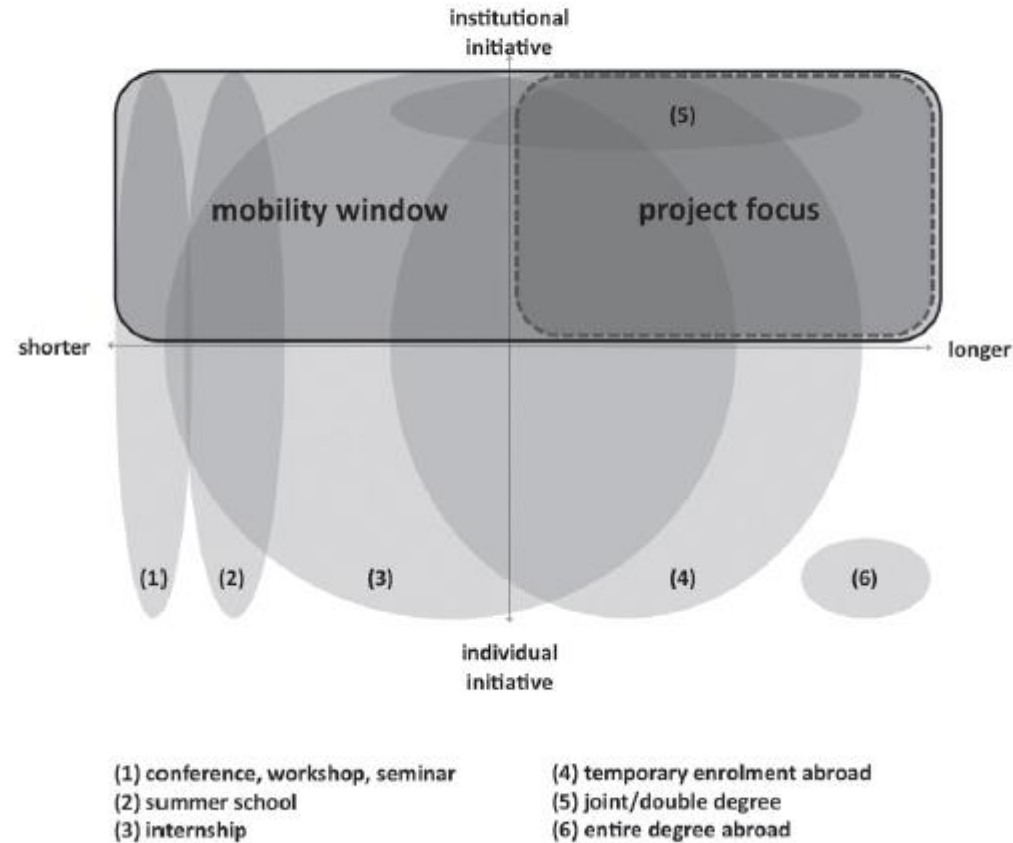 institutional
initiative
(5)
mobility window
project focus
shorter
longer
(1)
(2)
(3)
(4)
(6)
individual
initiative
(1) conference, workshop, seminar
(2) summer school
(3) internship
(4) temporary enrolment abroad
(5) joint/double degree
(6) entire degree abroad